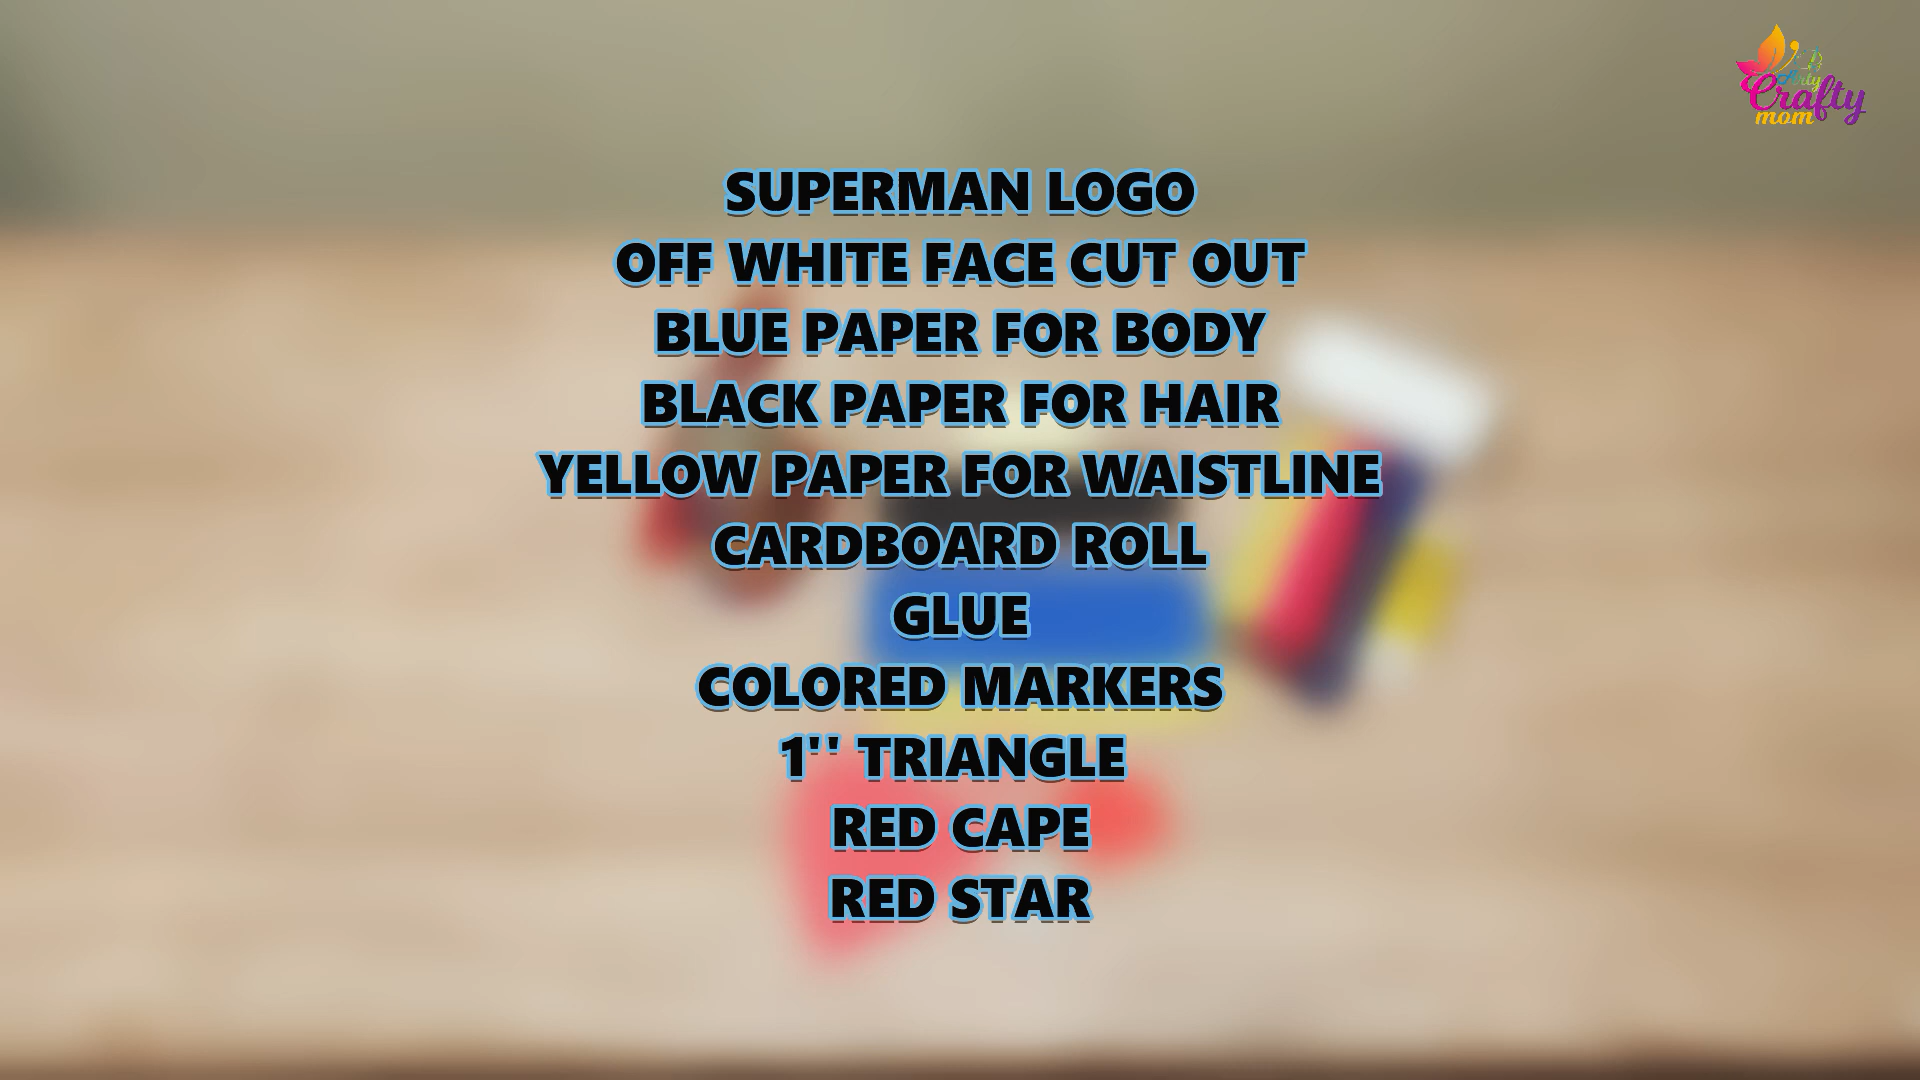 Arty
Crafty
mom
SUPERMAN LOGO
OFF WHITE FACE CUT OUT
BLUE PAPER FOR BODY
BLACK PAPER FOR HAIR
YELLOW PAPER FOR WAISTLINE
CARDBOARD ROLL
GLUE
COLORED MARKERS
1'' TRIANGLE
RED CAPE
RED STAR